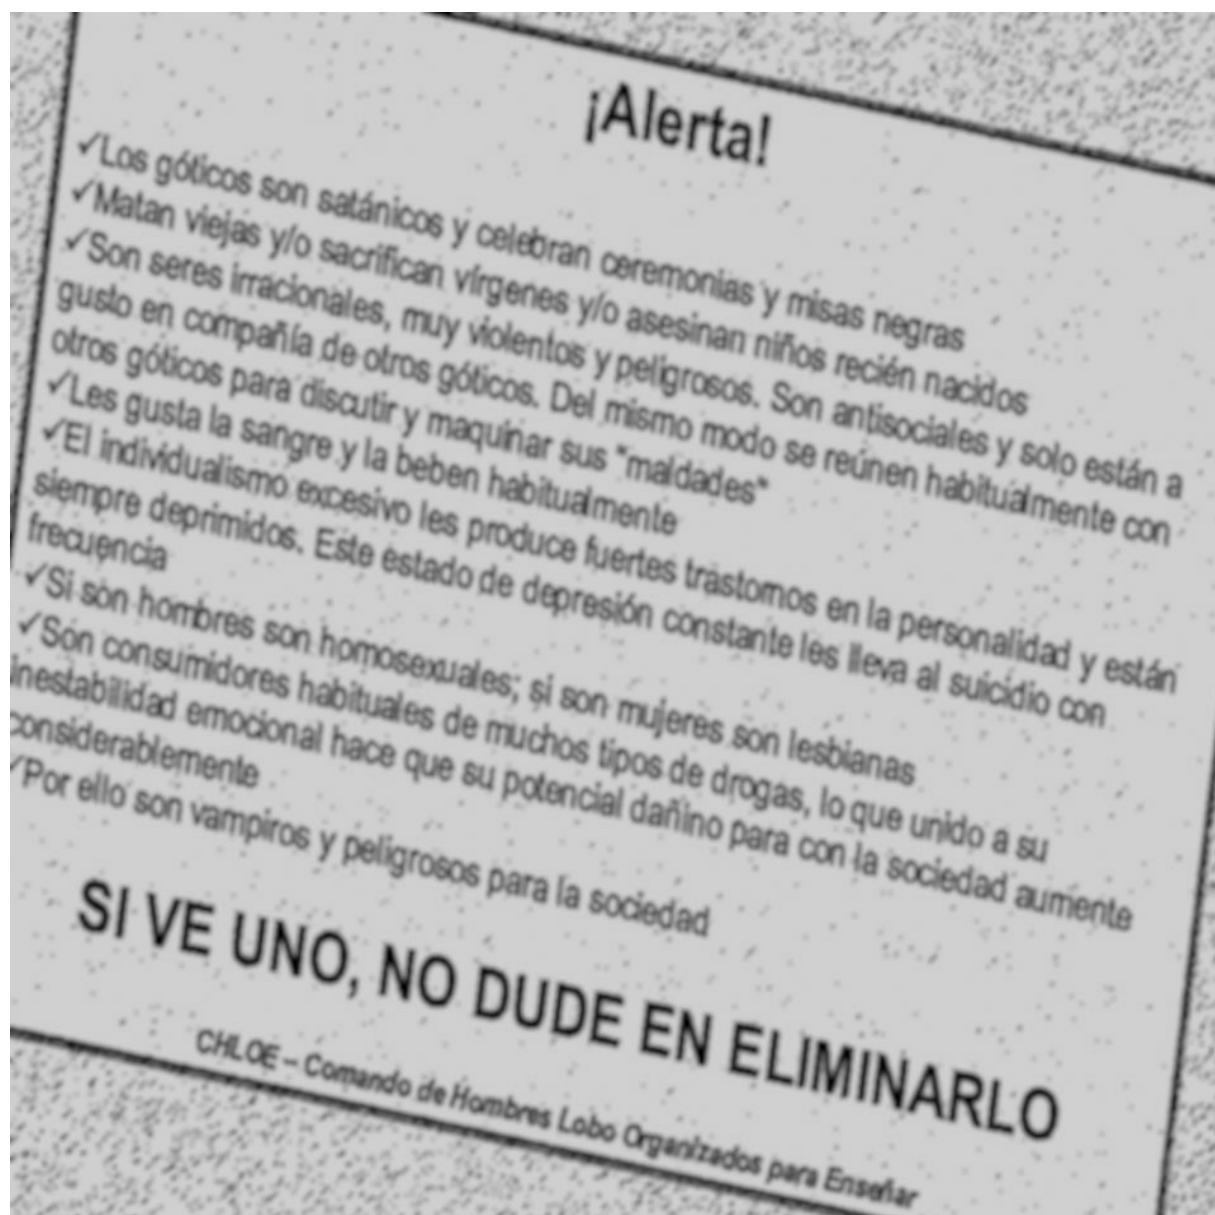 ¡Alerta!
✓Los góticos son satánicos y celebran ceremonias y misas negras
✓Matan viejas y/o sacrifican vírgenes y/o asesinan niños recién nacidos
✓Son seres irracionales, muy violentos y peligrosos. Son antisociales y solo están a
gusto en compañía de otros góticos. Del mismo modo se reúnen habitualmente con
otros góticos para discutir y maquinar sus "maldades"
✓Les gusta la sangre y la beben habitualmente
✓El individualismo excesivo les produce fuertes trastornos en la personalidad y están
siempre deprimidos. Este estado de depresión constante les lleva al suicidio con
frecuencia
✓Si son hombres son homosexuales; si son mujeres son lesbianas
✓Son consumidores habituales de muchos tipos de drogas, lo que unido a su
inestabilidad emocional hace que su potencial dañino para con la sociedad aumente
considerablemente
✓Por ello son vampiros y peligrosos para la sociedad
SI VE UNO, NO DUDE EN ELIMINARLO
CHLOE – Comando de Hombres Lobo Organizados para Enseñar